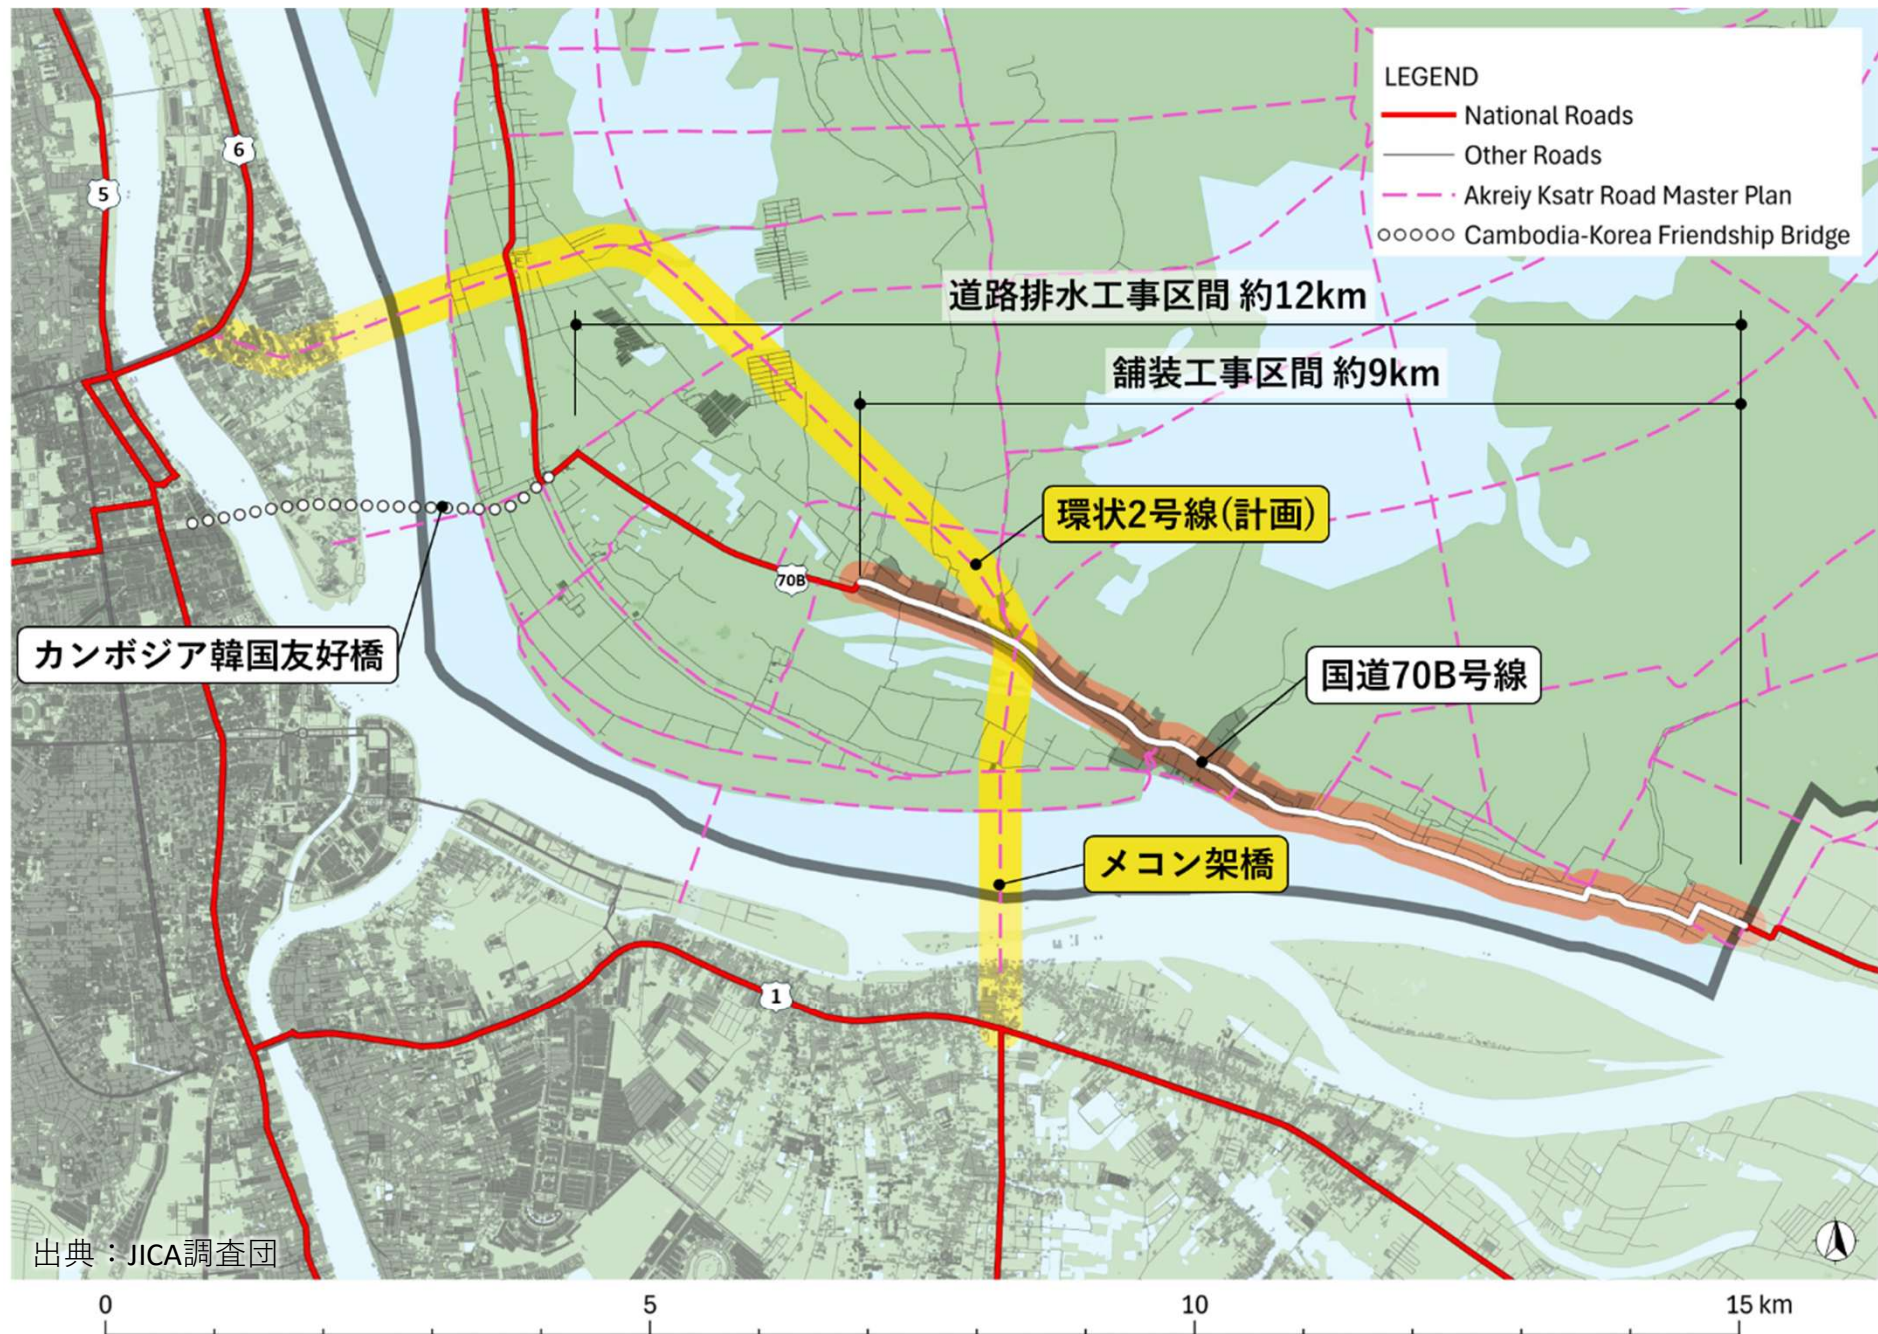 LEGEND
National Roads
Other Roads
Akreiy Ksatr Road Master Plan
Cambodia-Korea Friendship Bridge
6
5
道路排水工事区間 約12km
舗装工事区間 約9km
環状2号線(計画)
70B
カンボジア韓国友好橋
国道70B号線
メコン架橋
1
出典：JICA調査団
0 5 10 15 km